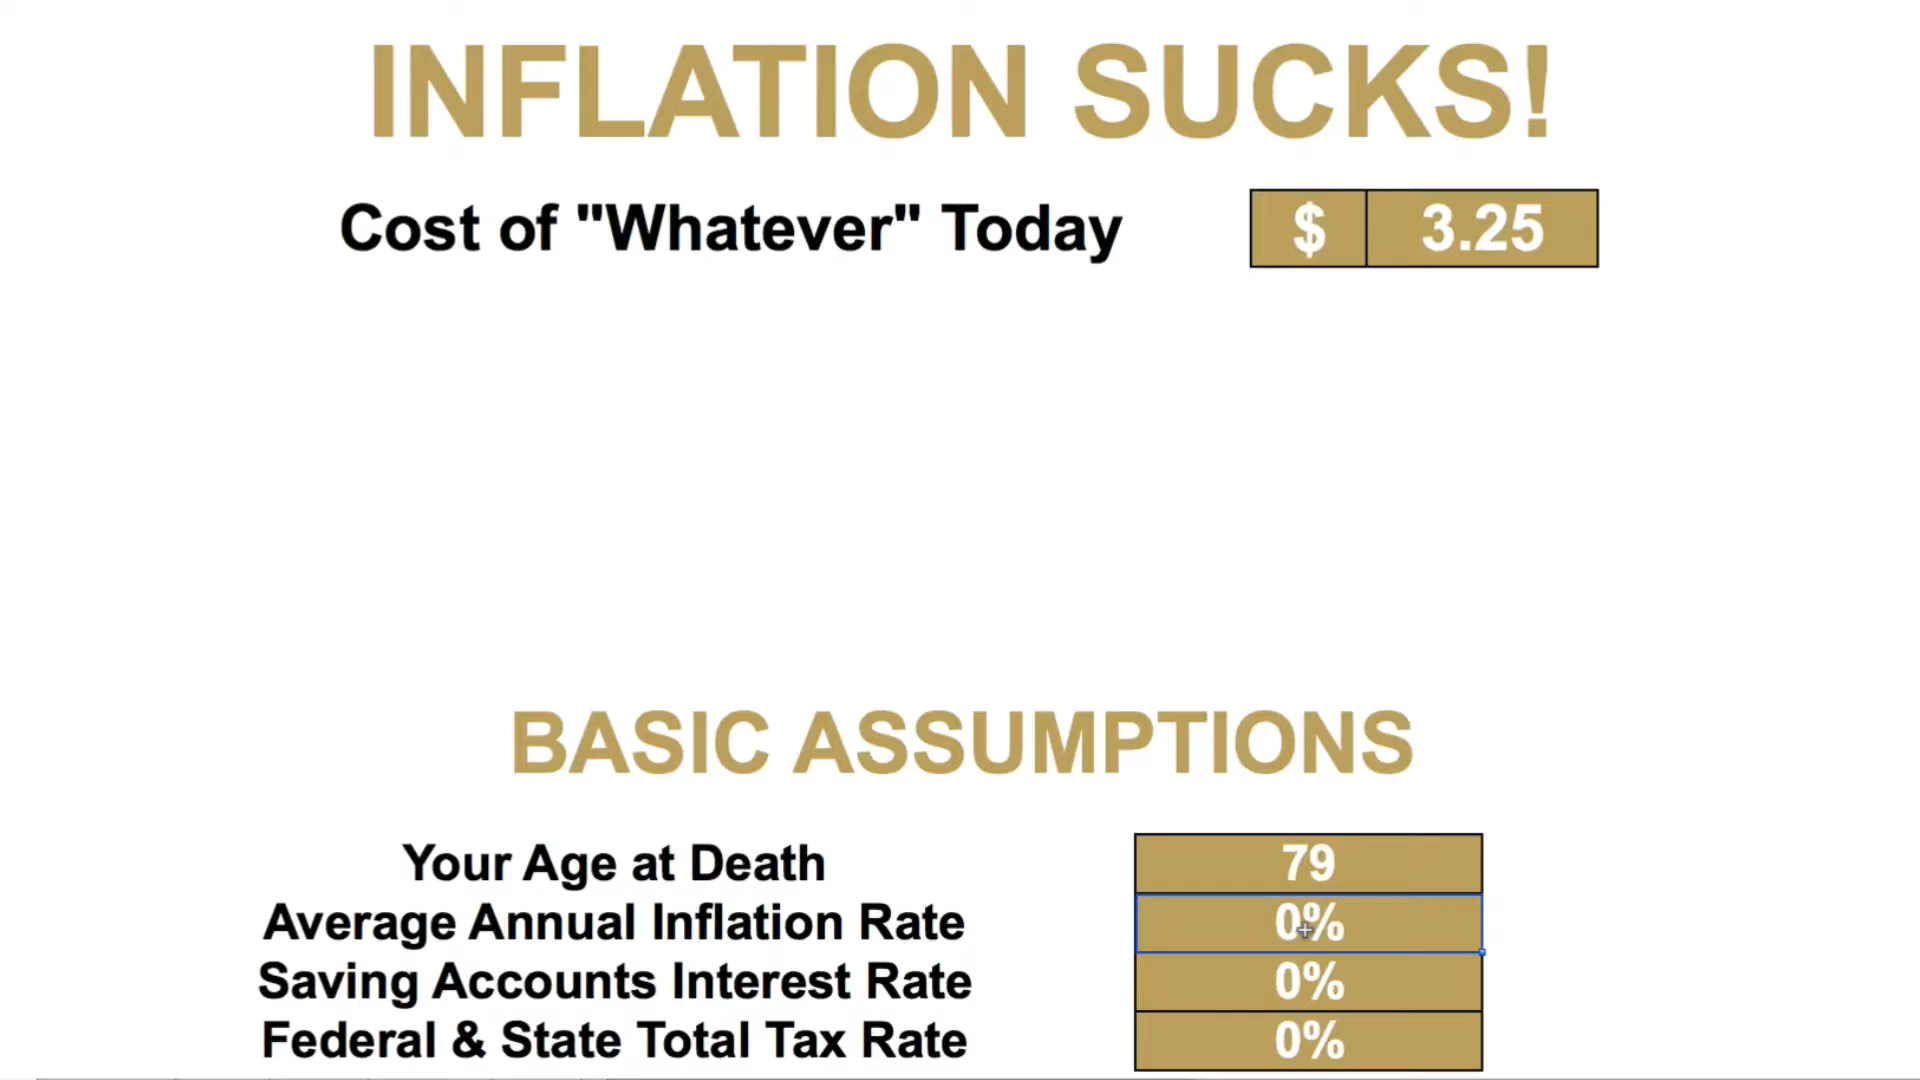 INFLATION SUCKS!
Cost of "Whatever" Today $ 3.25
BASIC ASSUMPTIONS
Your Age at Death 79
Average Annual Inflation Rate 0%
Saving Accounts Interest Rate 0%
Federal & State Total Tax Rate 0%